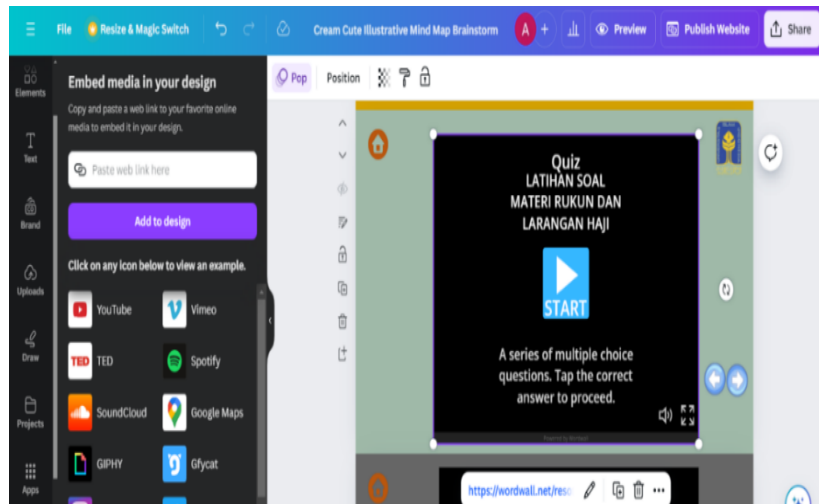 File
Resize & Magic Switch
Cream Cute Illustrative Mind Map Brainstorm
A
+
Preview
Publish Website
Share
Elements
Text
Brand
Uploads
Draw
Projects
Apps
Embed media in your design
Copy and paste a web link to your favorite online
media to embed it in your design.
Paste web link here
Add to design
Click on any icon below to view an example.
YouTube
Vimeo
TED
TED
Spotify
SoundCloud
Google Maps
GIPHY
Gfycat
Pop
Position
Quiz
LATIHAN SOAL
MATERI RUKUN DAN
LARANGAN HAJI
START
A series of multiple choice
questions. Tap the correct
answer to proceed.
Powered by Wordwall
https://wordwall.net/reso